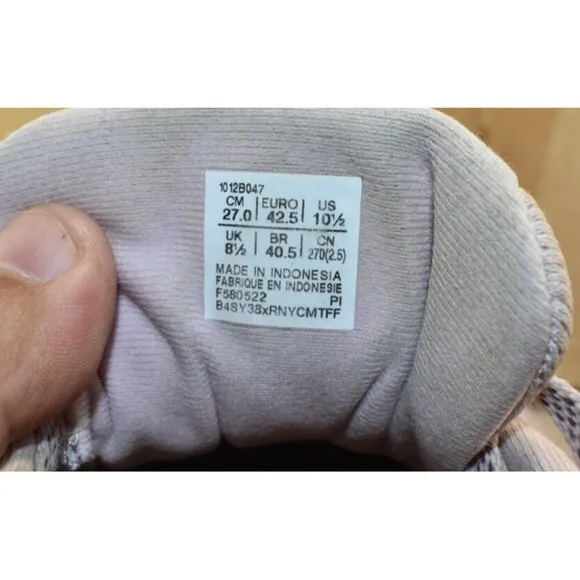 1012B047
CM EURO US
27.0 42.5 10½
UK BR CN
8½ 40.5 270(2.5)
MADE IN INDONESIA
FABRIQUE EN INDONESIE
F580522 PI
B4SY38xRNYCMTFF